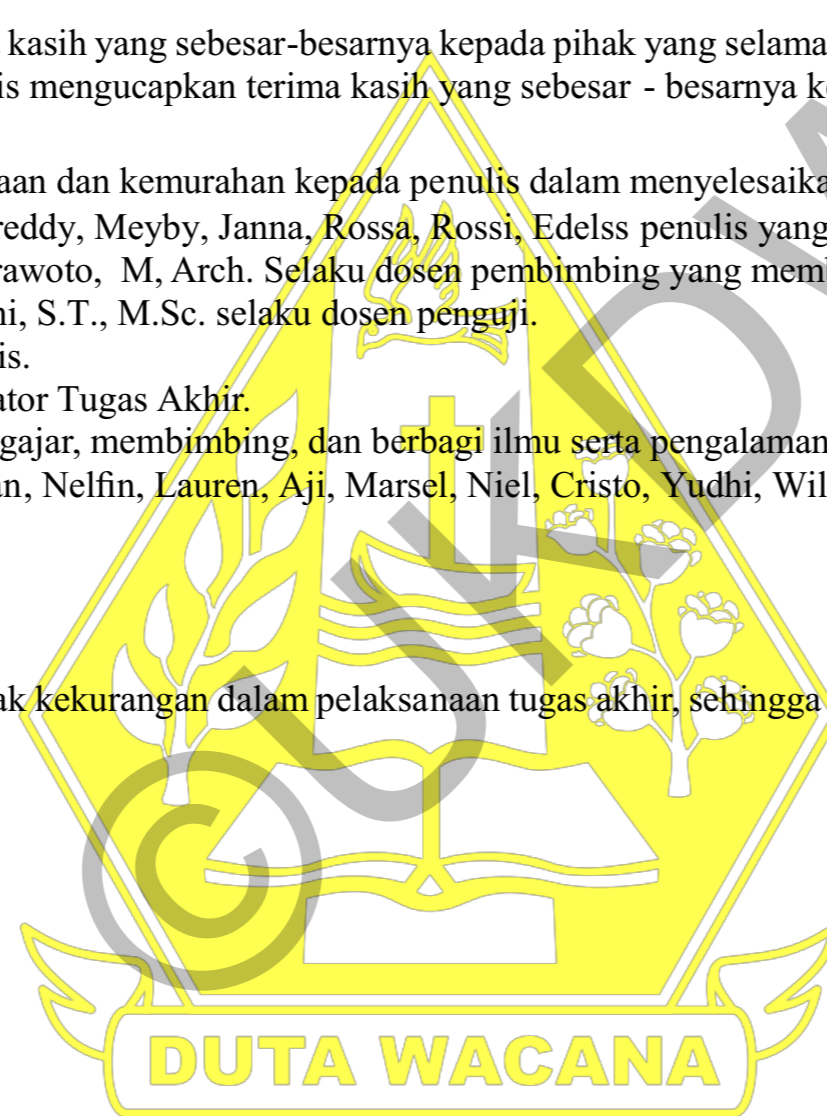 kasih yang sebesar-besarnya kepada pihak yang selama
is mengucapkan terima kasih yang sebesar - besarnya ke
aan dan kemurahan kepada penulis dalam menyelesaika
reddy, Meyby, Janna, Rossa, Rossi, Edelss penulis yang
rawoto, M, Arch. Selaku dosen pembimbing yang memb
ni, S.T., M.Sc. selaku dosen penguji.
is.
ator Tugas Akhir.
gajar, membimbing, dan berbagi ilmu serta pengalaman
an, Nelfin, Lauren, Aji, Marsel, Niel, Cristo, Yudhi, Wil
ak kekurangan dalam pelaksanaan tugas akhir, sehingga
©UKDW
DUTA WACANA